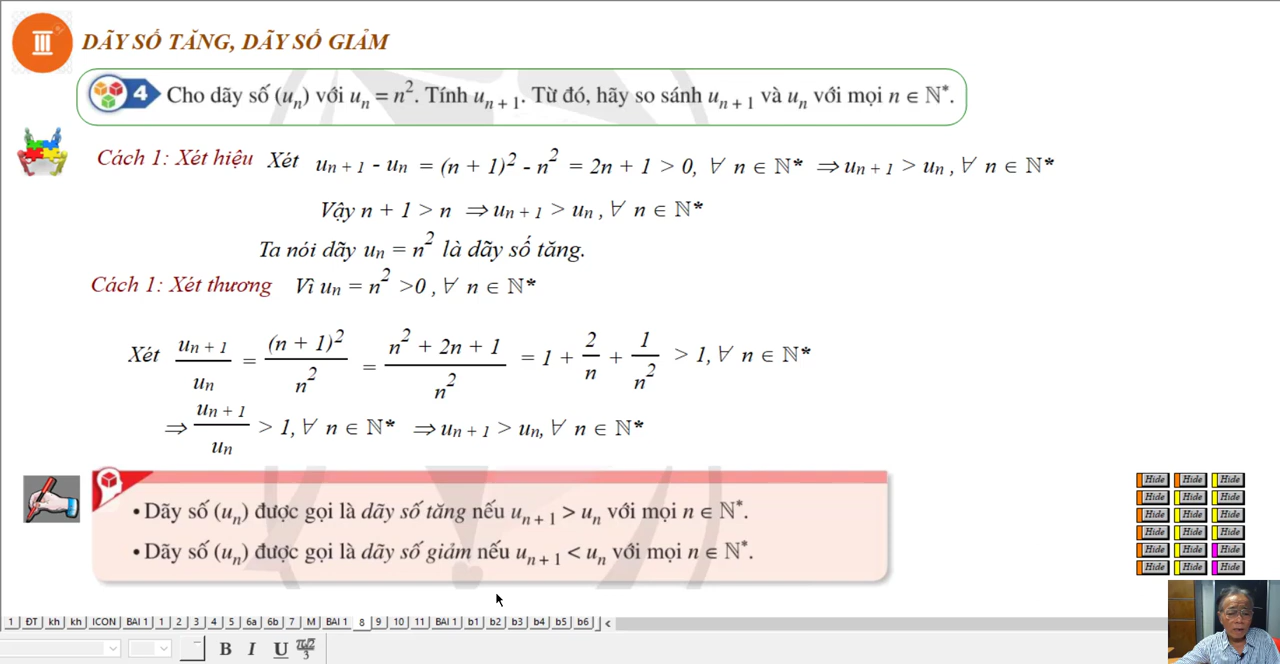 III DÃY SỐ TĂNG, DÃY SỐ GIẢM
4 Cho dãy số (uₙ) với uₙ = n². Tính uₙ₊₁. Từ đó, hãy so sánh uₙ₊₁ và uₙ với mọi n ∈ ℕ*.
Cách 1: Xét hiệu Xét uₙ₊₁ - uₙ = (n + 1)² - n² = 2n + 1 > 0, ∀ n ∈ ℕ* ⇒ uₙ₊₁ > uₙ , ∀ n ∈ ℕ*
Vậy n + 1 > n ⇒ uₙ₊₁ > uₙ , ∀ n ∈ ℕ*
Ta nói dãy uₙ = n² là dãy số tăng.
Cách 1: Xét thương Vì uₙ = n² >0 , ∀ n ∈ ℕ*
Xét uₙ₊₁/uₙ = (n + 1)²/n² = (n² + 2n + 1)/n² = 1 + 2/n + 1/n² > 1, ∀ n ∈ ℕ*
⇒ uₙ₊₁/uₙ > 1, ∀ n ∈ ℕ* ⇒ uₙ₊₁ > uₙ, ∀ n ∈ ℕ*
• Dãy số (uₙ) được gọi là dãy số tăng nếu uₙ₊₁ > uₙ với mọi n ∈ ℕ*.
• Dãy số (uₙ) được gọi là dãy số giảm nếu uₙ₊₁ < uₙ với mọi n ∈ ℕ*.
Hide Hide Hide
Hide Hide Hide
Hide Hide Hide
Hide Hide Hide
Hide Hide Hide
Hide Hide Hide
1 ĐT kh kh ICON BAI 1 1 2 3 4 5 6a 6b 7 M BAI 1 8 9 10 11 BAI 1 b1 b2 b3 b4 b5 b6 <
B I U